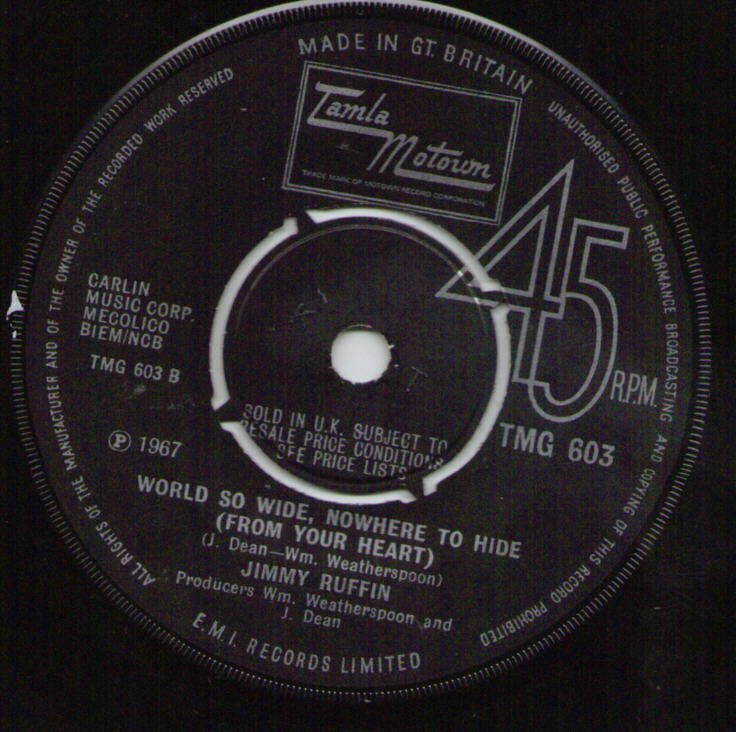 MADE IN GT. BRITAIN
Tamla
Motown
TRADE MARK OF MOTOWN RECORD CORPORATION
UNAUTHORISED PUBLIC PERFORMANCE BROADCASTING AND COPYING OF THIS RECORD PROHIBITED
ALL RIGHTS OF THE MANUFACTURER AND OF THE OWNER OF THE RECORDED WORK RESERVED
45
R.P.M.
CARLIN
MUSIC CORP.
MECOLICO
BIEM/NCB
TMG 603 B
℗ 1967
SOLD IN U.K. SUBJECT TO
RESALE PRICE CONDITIONS
SEE PRICE LISTS
TMG 603
WORLD SO WIDE, NOWHERE TO HIDE
(FROM YOUR HEART)
(J. Dean—Wm. Weatherspoon)
JIMMY RUFFIN
Producers Wm. Weatherspoon and
J. Dean
E.M.I. RECORDS LIMITED